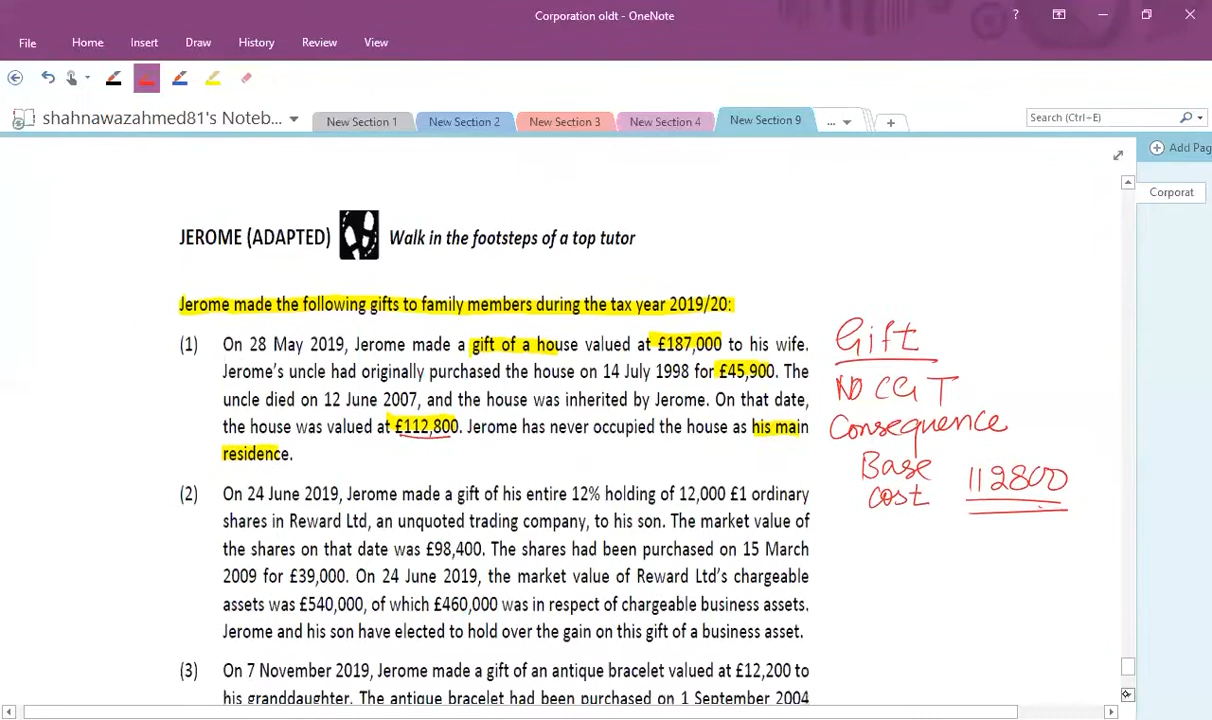 Corporation oldt - OneNote
?
File Home Insert Draw History Review View
shahnawazahmed81's Noteb...
New Section 1
New Section 2
New Section 3
New Section 4
New Section 9
...
Search (Ctrl+E)
Add Pag
Corporat
JEROME (ADAPTED) Walk in the footsteps of a top tutor
Jerome made the following gifts to family members during the tax year 2019/20:
(1) On 28 May 2019, Jerome made a gift of a house valued at £187,000 to his wife.
Jerome's uncle had originally purchased the house on 14 July 1998 for £45,900. The
uncle died on 12 June 2007, and the house was inherited by Jerome. On that date,
the house was valued at £112,800. Jerome has never occupied the house as his main
residence.
Gift
NO CGT
Consequence
Base
cost 112800
(2) On 24 June 2019, Jerome made a gift of his entire 12% holding of 12,000 £1 ordinary
shares in Reward Ltd, an unquoted trading company, to his son. The market value of
the shares on that date was £98,400. The shares had been purchased on 15 March
2009 for £39,000. On 24 June 2019, the market value of Reward Ltd's chargeable
assets was £540,000, of which £460,000 was in respect of chargeable business assets.
Jerome and his son have elected to hold over the gain on this gift of a business asset.
(3) On 7 November 2019, Jerome made a gift of an antique bracelet valued at £12,200 to
his granddaughter. The antique bracelet had been purchased on 1 September 2004